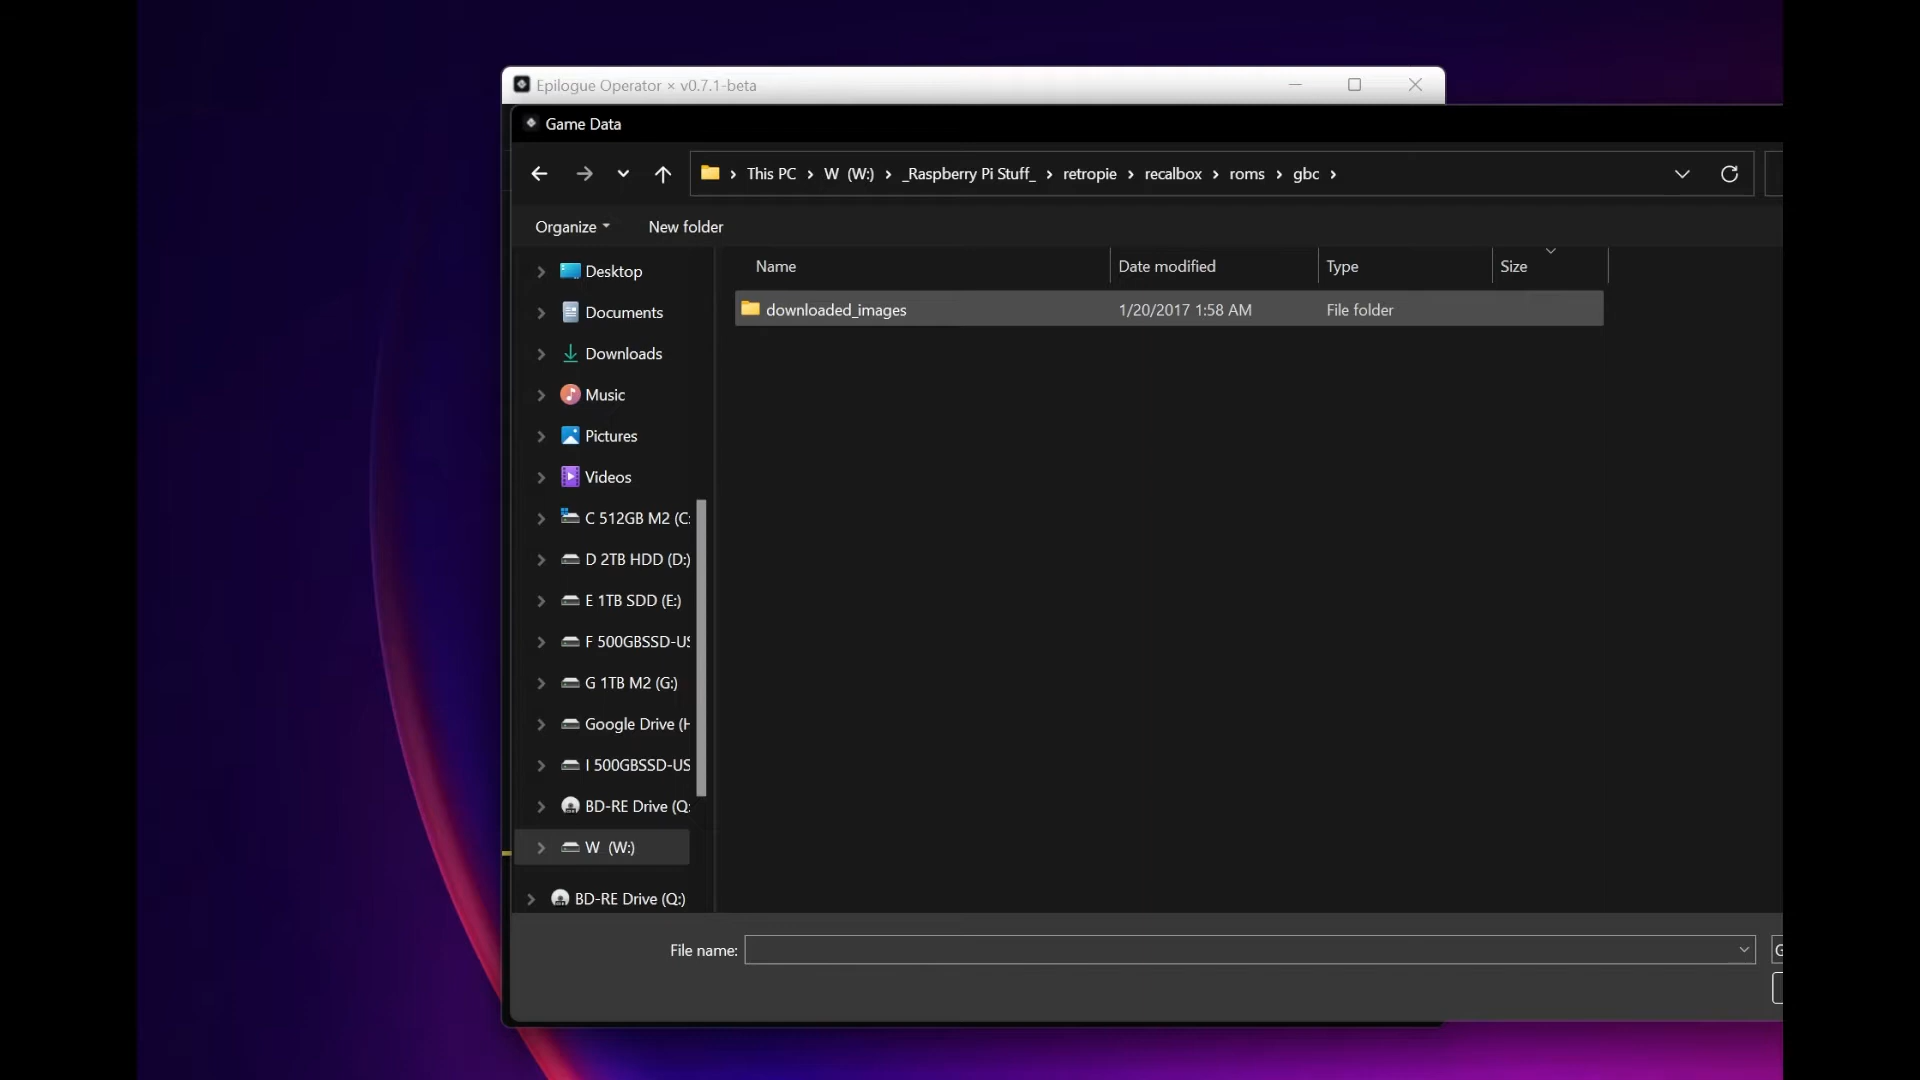 Epilogue Operator × v0.7.1-beta
Game Data
This PC > W (W:) > _Raspberry Pi Stuff_ > retropie > recalbox > roms > gbc >
Organize New folder
Name Date modified Type Size
downloaded_images 1/20/2017 1:58 AM File folder
Desktop
Documents
Downloads
Music
Pictures
Videos
C 512GB M2 (C:
D 2TB HDD (D:)
E 1TB SDD (E:)
F 500GBSSD-US
G 1TB M2 (G:)
Google Drive (H
I 500GBSSD-US
BD-RE Drive (Q:
W (W:)
BD-RE Drive (Q:)
File name: